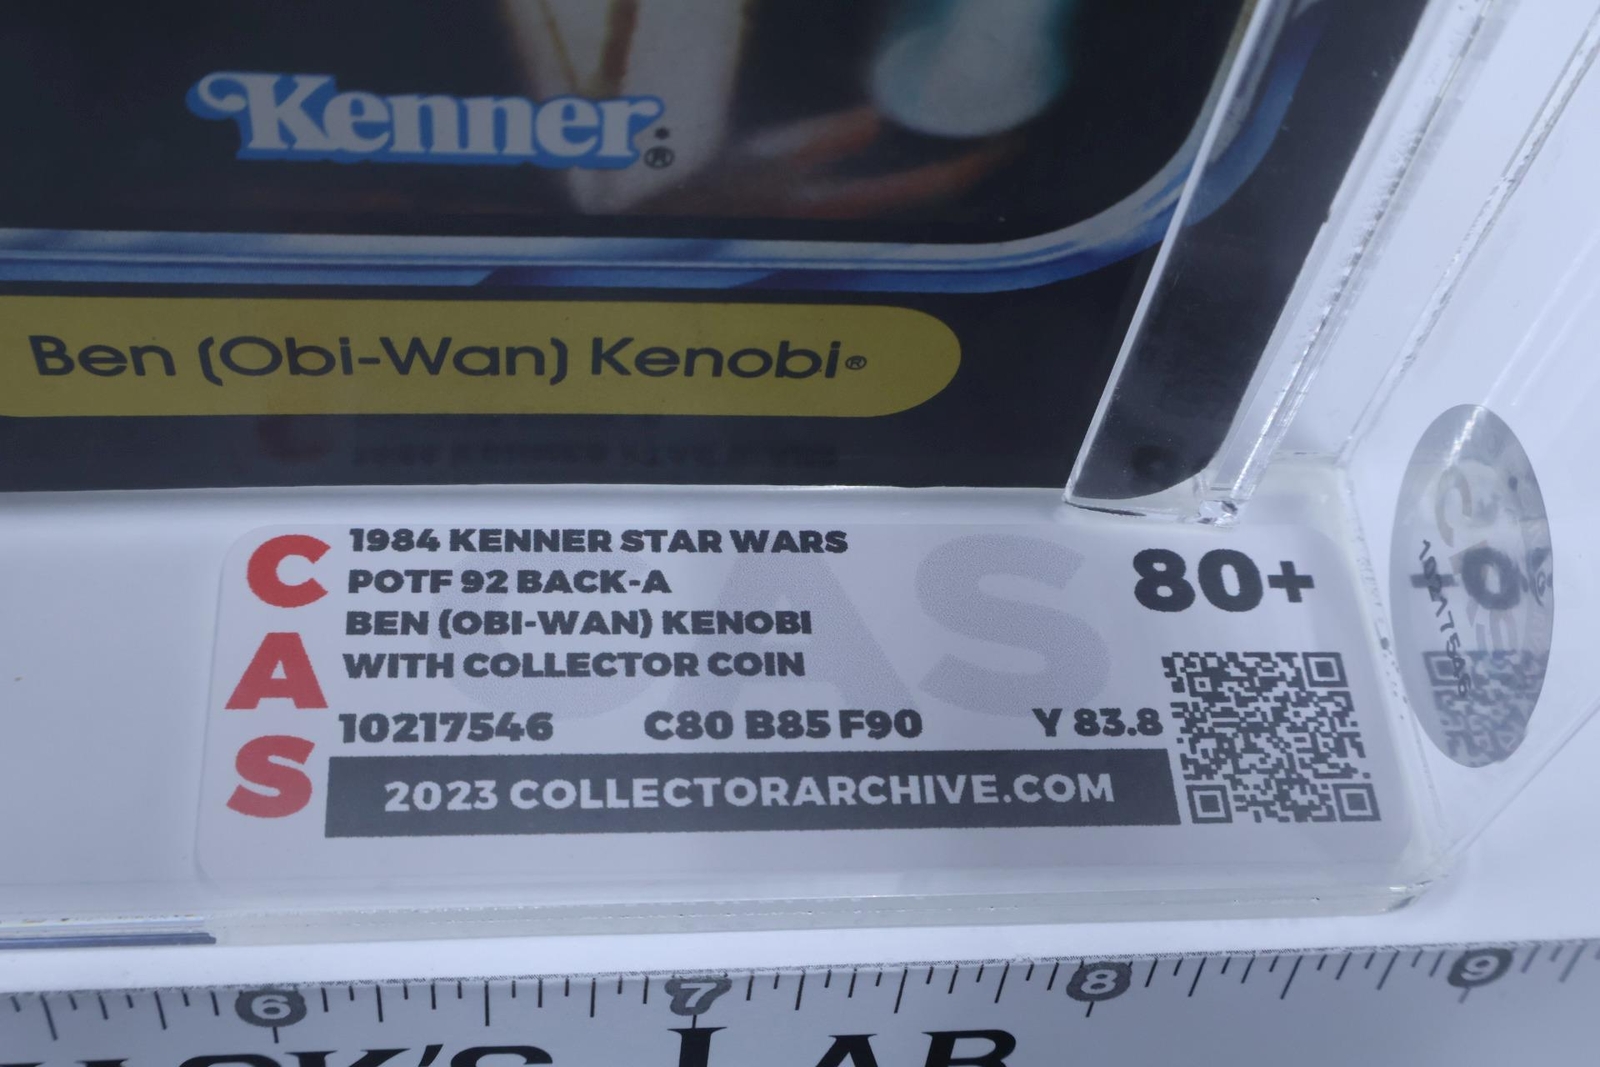 Kenner®
Ben (Obi-Wan) Kenobi®
CAS
1984 KENNER STAR WARS
POTF 92 BACK-A
BEN (OBI-WAN) KENOBI
WITH COLLECTOR COIN
80+
10217546 C80 B85 F90 Y 83.8
2023 COLLECTORARCHIVE.COM
6 7 8 9
LAB